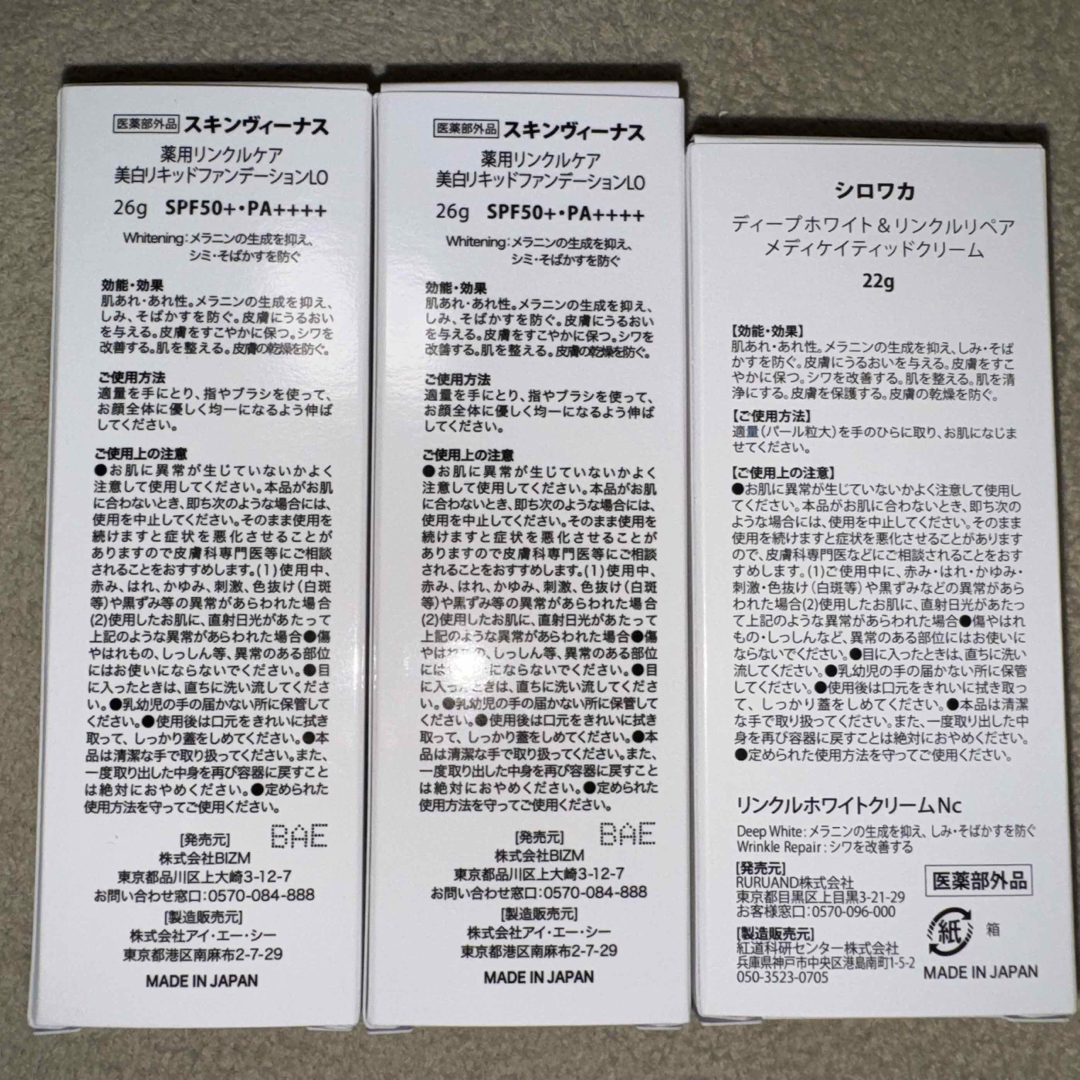 医薬部外品 スキンヴィーナス
薬用リンクルケア
美白リキッドファンデーションLO
26g SPF50+・PA++++
Whitening：メラニンの生成を抑え、
シミ・そばかすを防ぐ
効能・効果
肌あれ・あれ性。メラニンの生成を抑え、
しみ、そばかすを防ぐ。皮膚にうるおい
を与える。皮膚をすこやかに保つ。シワを
改善する。肌を整える。皮膚の乾燥を防ぐ。
ご使用方法
適量を手にとり、指やブラシを使って、
お顔全体に優しく均一になるよう伸ば
してください。
ご使用上の注意
●お肌に異常が生じていないかよく
注意して使用してください。本品がお肌
に合わないとき、即ち次のような場合には、
使用を中止してください。そのまま使用を
続けますと症状を悪化させることが
ありますので皮膚科専門医等にご相談
されることをおすすめします。(1)使用中、
赤み、はれ、かゆみ、刺激、色抜け(白斑
等)や黒ずみ等の異常があらわれた場合
(2)使用したお肌に、直射日光があたって
上記のような異常があらわれた場合●傷
やはれもの、しっしん等、異常のある部位
にはお使いにならないでください。●目
に入ったときは、直ちに洗い流してくださ
い。●乳幼児の手の届かない所に保管して
ください。●使用後は口元をきれいに拭き
取って、しっかり蓋をしめてください。●本
品は清潔な手で取り扱ってください。また、
一度取り出した中身を再び容器に戻すこと
は絶対におやめください。●定められた
使用方法を守ってご使用ください。
BAE
[発売元]
株式会社BIZM
東京都品川区上大崎3-12-7
お問い合わせ窓口：0570-084-888
[製造販売元]
株式会社アイ・エー・シー
東京都港区南麻布2-7-29
MADE IN JAPAN
医薬部外品 スキンヴィーナス
薬用リンクルケア
美白リキッドファンデーションLO
26g SPF50+・PA++++
Whitening：メラニンの生成を抑え、
シミ・そばかすを防ぐ
効能・効果
肌あれ・あれ性。メラニンの生成を抑え、
しみ、そばかすを防ぐ。皮膚にうるおい
を与える。皮膚をすこやかに保つ。シワを
改善する。肌を整える。皮膚の乾燥を防ぐ。
ご使用方法
適量を手にとり、指やブラシを使って、
お顔全体に優しく均一になるよう伸ば
してください。
ご使用上の注意
●お肌に異常が生じていないかよく
注意して使用してください。本品がお肌
に合わないとき、即ち次のような場合には、
使用を中止してください。そのまま使用を
続けますと症状を悪化させることが
ありますので皮膚科専門医等にご相談
されることをおすすめします。(1)使用中、
赤み、はれ、かゆみ、刺激、色抜け(白斑
等)や黒ずみ等の異常があらわれた場合
(2)使用したお肌に、直射日光があたって
上記のような異常があらわれた場合●傷
やはれもの、しっしん等、異常のある部位
には にならないでください。●目
に入ったときは、直ちに洗い流してくださ
い。●乳幼児の手の届かない所に保管して
ください。●使用後は口元をきれいに拭き
取って、しっかり蓋をしめてください。●本
品は清潔な手で取り扱ってください。また、
一度取り出した中身を再び容器に戻すこと
は絶対におやめください。●定められた
使用方法を守ってご使用ください。
BAE
[発売元]
株式会社BIZM
東京都品川区上大崎3-12-7
お問い合わせ窓口：0570-084-888
[製造販売元]
株式会社アイ・エー・シー
東京都港区南麻布2-7-29
MADE IN JAPAN
シロワカ
ディープホワイト&リンクルリペア
メディケイティッドクリーム
22g
【効能・効果】
肌あれ・あれ性。メラニンの生成を抑え、しみ・そば
かすを防ぐ。皮膚にうるおいを与える。皮膚をすこ
やかに保つ。シワを改善する。肌を整える。肌を清
浄にする。皮膚を保護する。皮膚の乾燥を防ぐ。
【ご使用方法】
適量(パール粒大)を手のひらに取り、お肌になじま
せてください。
【ご使用上の注意】
●お肌に異常が生じていないかよく注意して使用し
てください。本品がお肌に合わないとき、即ち次の
ような場合には、使用を中止してください。そのまま
使用を続けますと症状を悪化させることがあります
ので、皮膚科専門医などにご相談されることをおす
すめします。(1)ご使用中に、赤み・はれ・かゆみ・
刺激・色抜け(白斑等)や黒ずみなどの異常があら
われた場合(2)使用したお肌に、直射日光があたっ
て上記のような異常があらわれた場合●傷やはれ
もの・しっしんなど、異常のある部位にはお使いに
ならないでください。●目に入ったときは、直ちに洗い
流してください。●乳幼児の手の届かない所に保管
してください。●使用後は口元をきれいに拭き取っ
て、しっかり蓋をしめてください。●本品は清潔
な手で取り扱ってください。また、一度取り出した中
身を再び容器に戻すことは絶対におやめください。
●定められた使用方法を守ってご使用ください。
リンクルホワイトクリームNc
Deep White：メラニンの生成を抑え、しみ・そばかすを防ぐ
Wrinkle Repair：シワを改善する
[発売元]
RURUAND株式会社
東京都目黒区上目黒3-21-29
お客様窓口：0570-096-000
[製造販売元]
紅道科研センター株式会社
兵庫県神戸市中央区港島南町1-5-2
050-3523-0705
医薬部外品
紙 箱
MADE IN JAPAN